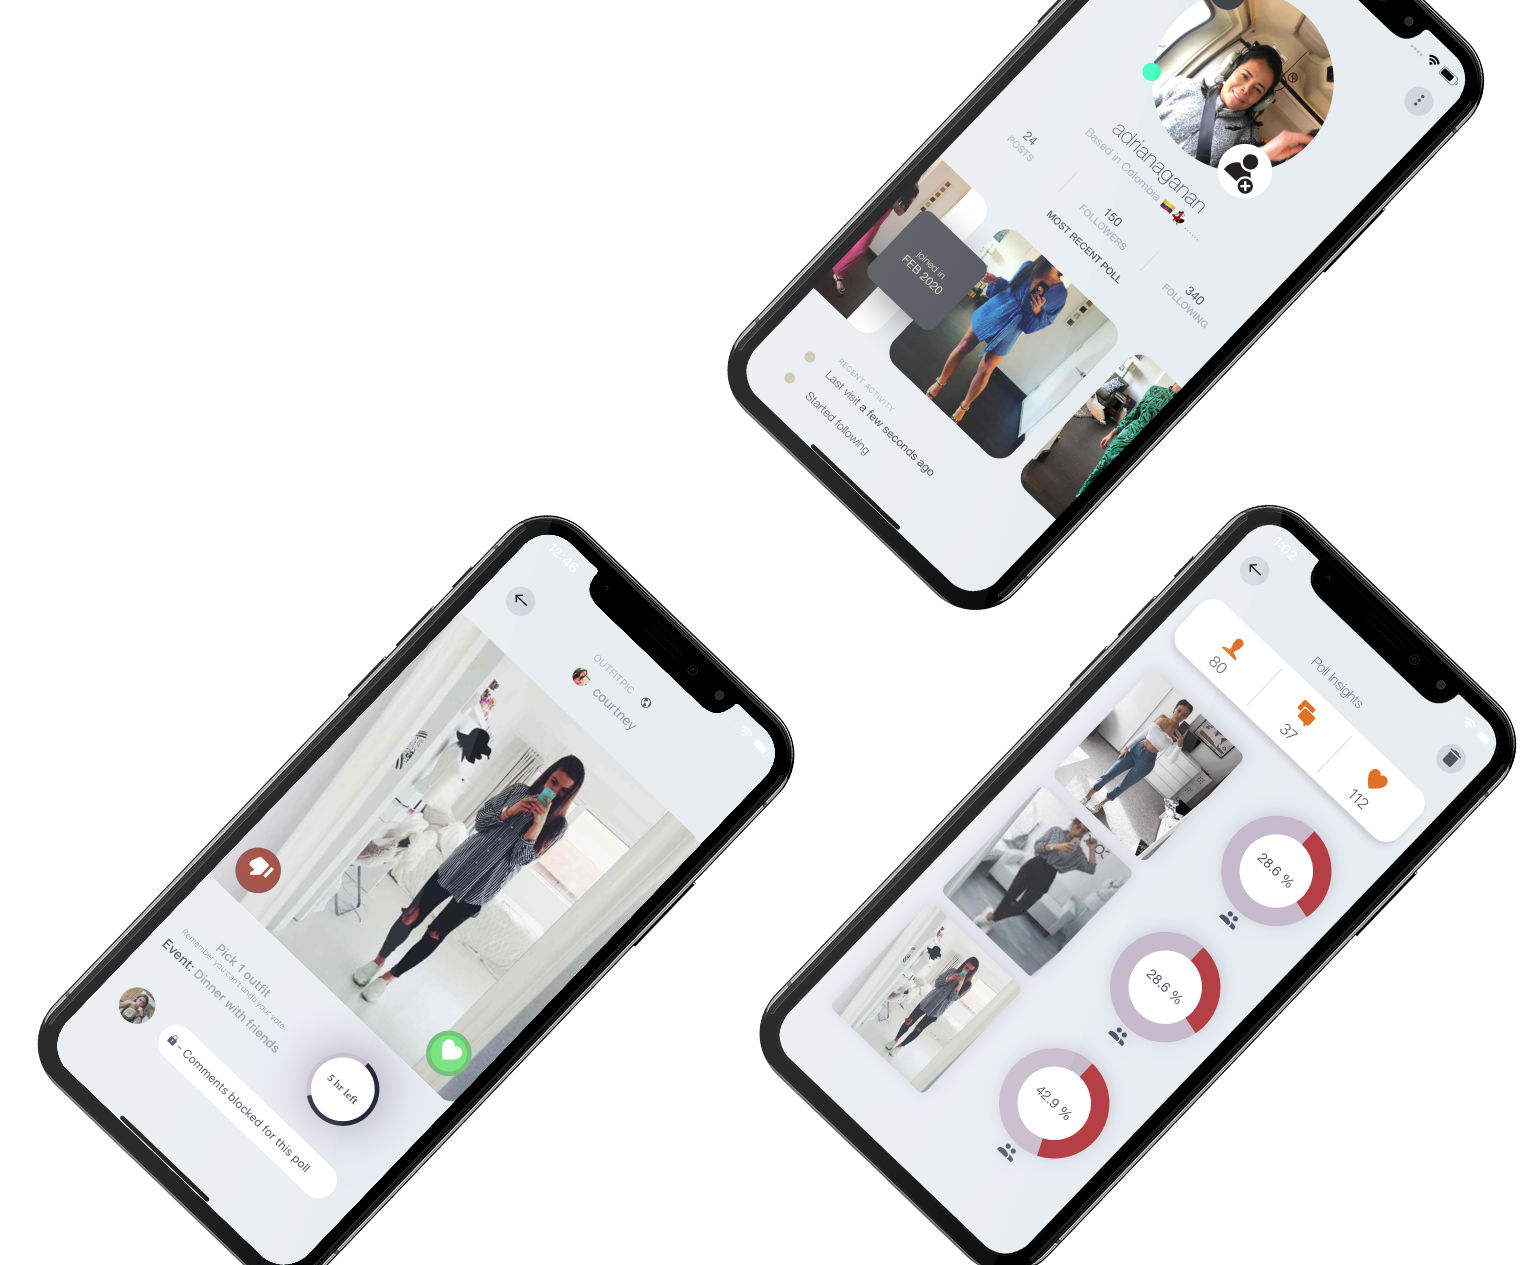 adrianaganan
Based in Colombia 🇨🇴💃......
24
POSTS
150
FOLLOWERS
340
FOLLOWING
MOST RECENT POLL
joined in
FEB 2020
RECENT ACTIVITY
Last visit a few seconds ago
Started following
12:46
OUTFITPIC
courtney
Pick 1 outfit
Remember you can't undo your vote.
Event: Dinner with friends
5 hr left
- Comments blocked for this poll
1:02
Poll Insights
80
37
112
28.6 %
28.6 %
42.9 %